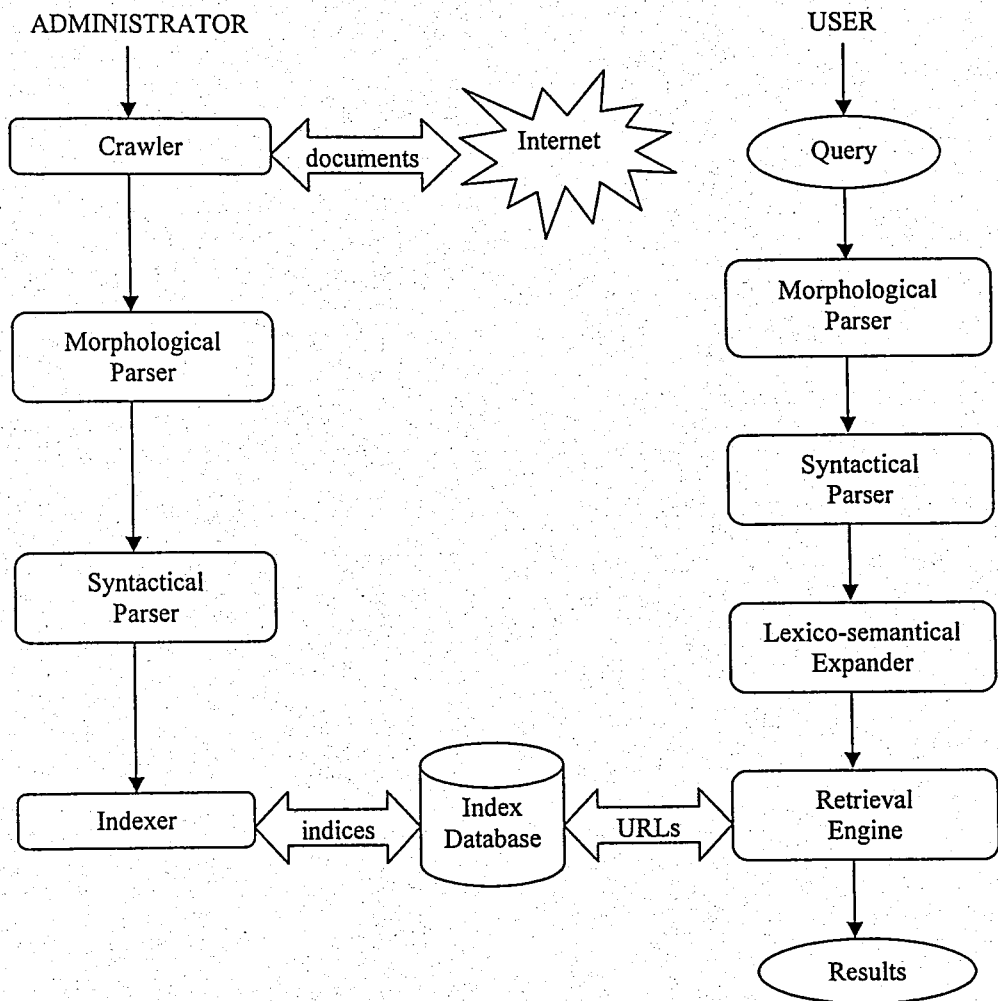 ADMINISTRATOR
USER
Crawler
documents
Internet
Query
Morphological
Parser
Morphological
Parser
Syntactical
Parser
Syntactical
Parser
Lexico-semantical
Expander
Indexer
indices
Index
Database
URLs
Retrieval
Engine
Results